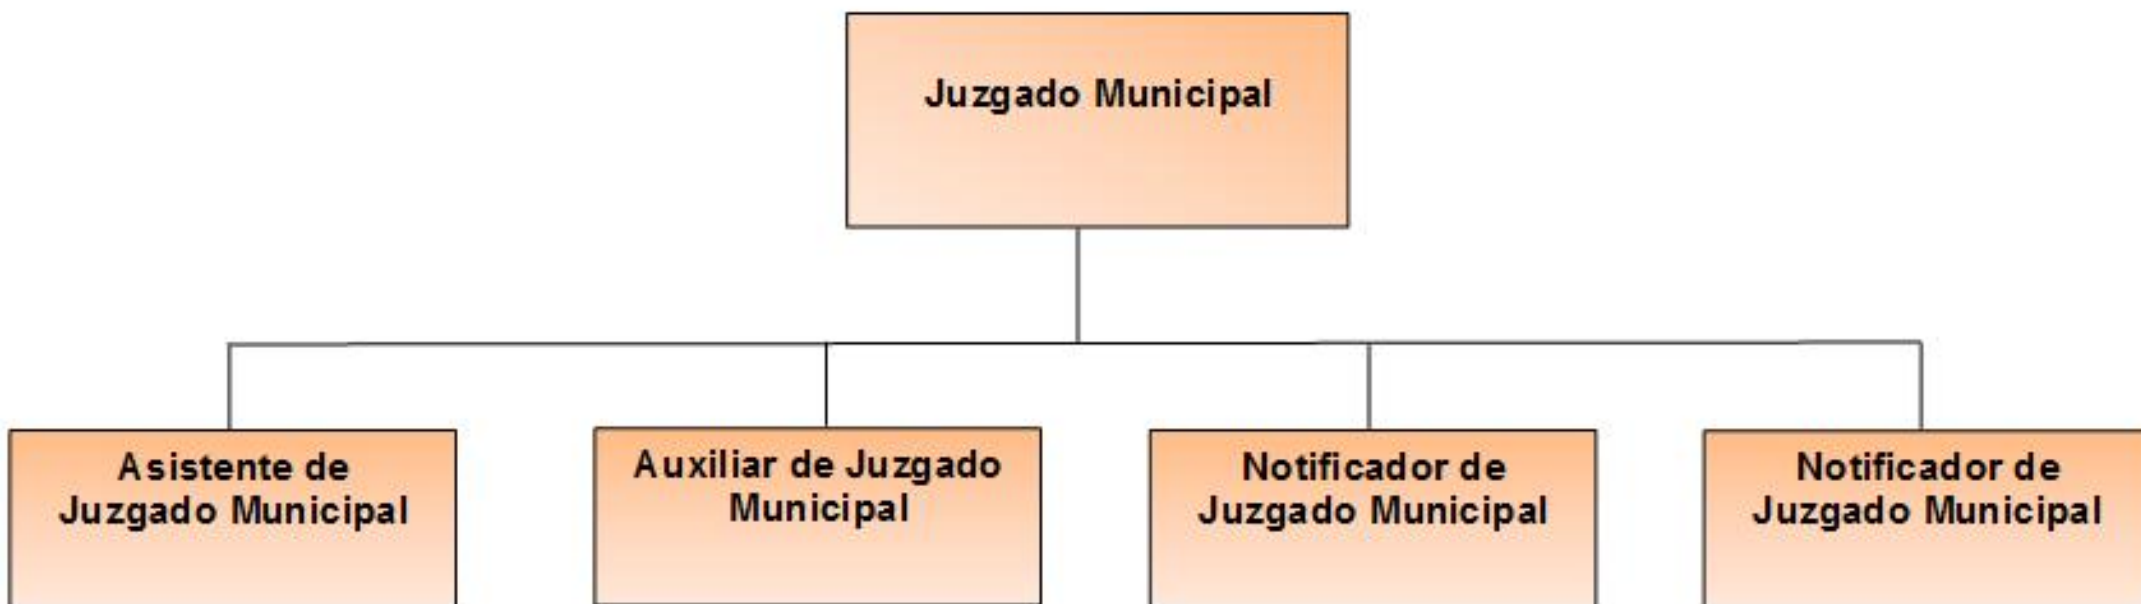 Juzgado Municipal
Asistente de
Juzgado Municipal
Auxiliar de Juzgado
Municipal
Notificador de
Juzgado Municipal
Notificador de
Juzgado Municipal